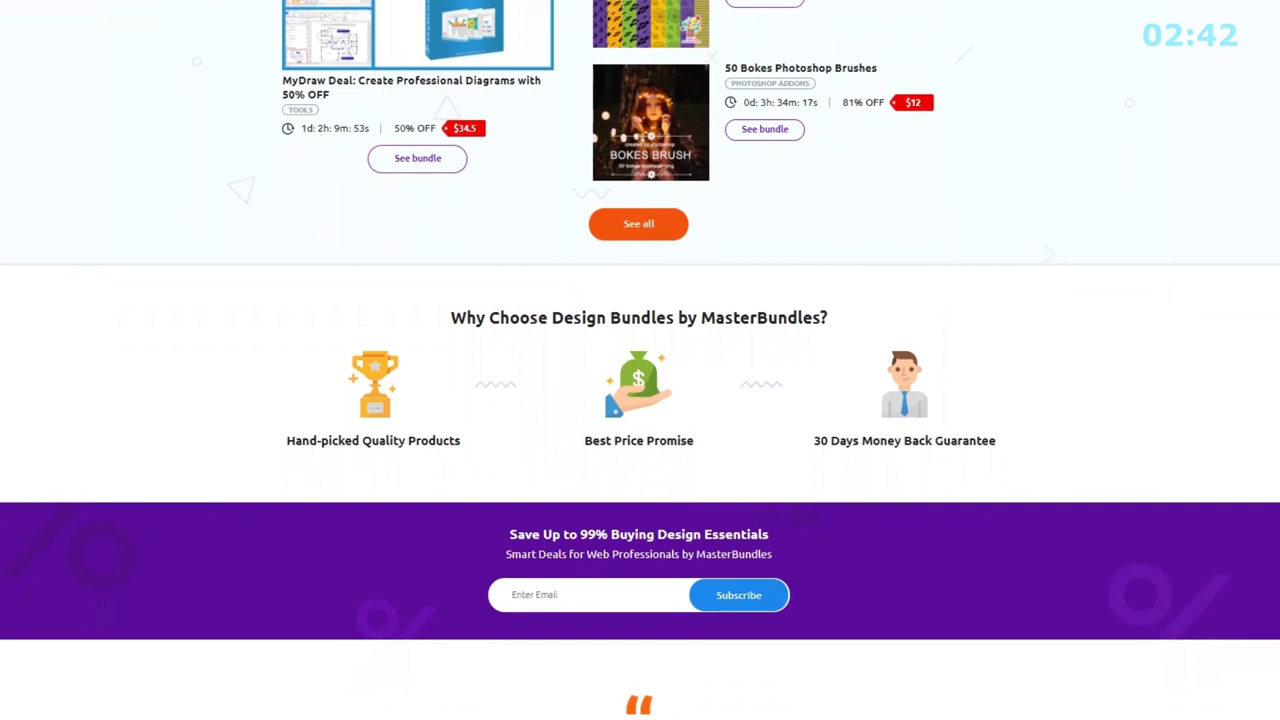 02:42
MyDraw Deal: Create Professional Diagrams with
50% OFF
TOOLS
1d: 2h: 9m: 53s | 50% OFF $34.5
See bundle
BOKES BRUSH
50 Bokes Photoshop Brushes
PHOTOSHOP ADDONS
0d: 3h: 34m: 17s | 81% OFF $12
See bundle
See all
Why Choose Design Bundles by MasterBundles?
Hand-picked Quality Products
Best Price Promise
30 Days Money Back Guarantee
Save Up to 99% Buying Design Essentials
Smart Deals for Web Professionals by MasterBundles
Enter Email
Subscribe
“